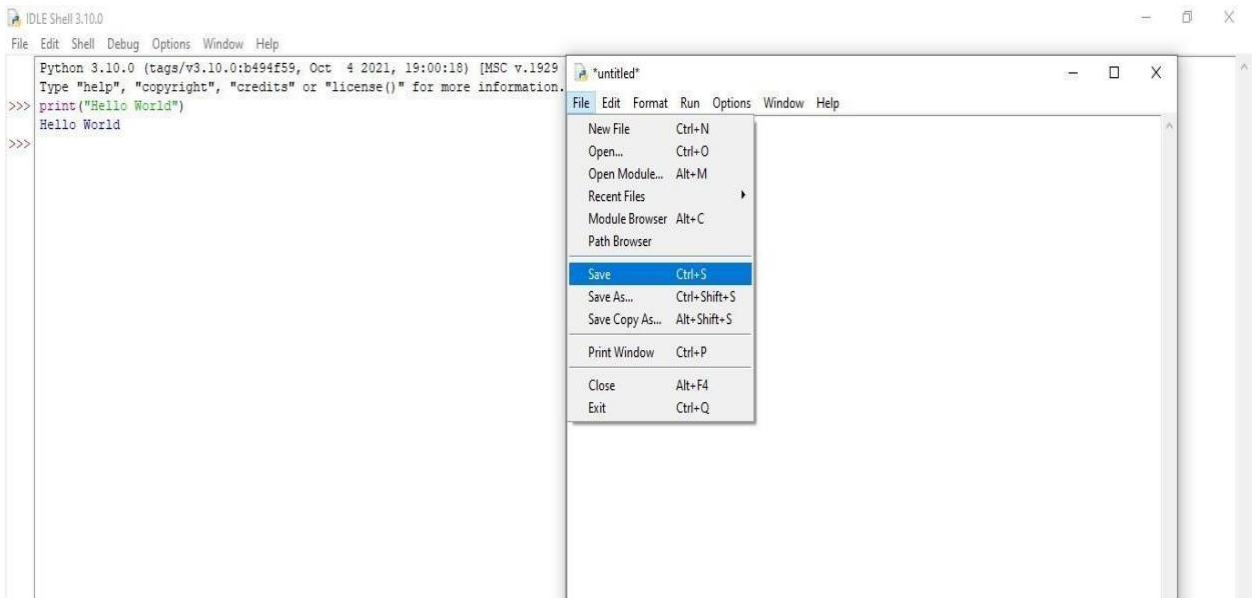 IDLE Shell 3.10.0
File Edit Shell Debug Options Window Help
Python 3.10.0 (tags/v3.10.0:b494f59, Oct  4 2021, 19:00:18) [MSC v.1929
Type "help", "copyright", "credits" or "license()" for more information.
>>> print("Hello World")
Hello World
>>>
*untitled*
File Edit Format Run Options Window Help
New File Ctrl+N
Open... Ctrl+O
Open Module... Alt+M
Recent Files
Module Browser Alt+C
Path Browser
Save Ctrl+S
Save As... Ctrl+Shift+S
Save Copy As... Alt+Shift+S
Print Window Ctrl+P
Close Alt+F4
Exit Ctrl+Q